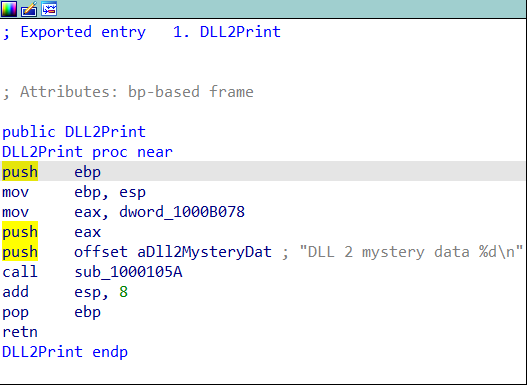 ; Exported entry   1. DLL2Print
; Attributes: bp-based frame
public DLL2Print
DLL2Print proc near
push    ebp
mov     ebp, esp
mov     eax, dword_1000B078
push    eax
push    offset aDll2MysteryDat ; "DLL 2 mystery data %d\n"
call    sub_1000105A
add     esp, 8
pop     ebp
retn
DLL2Print endp